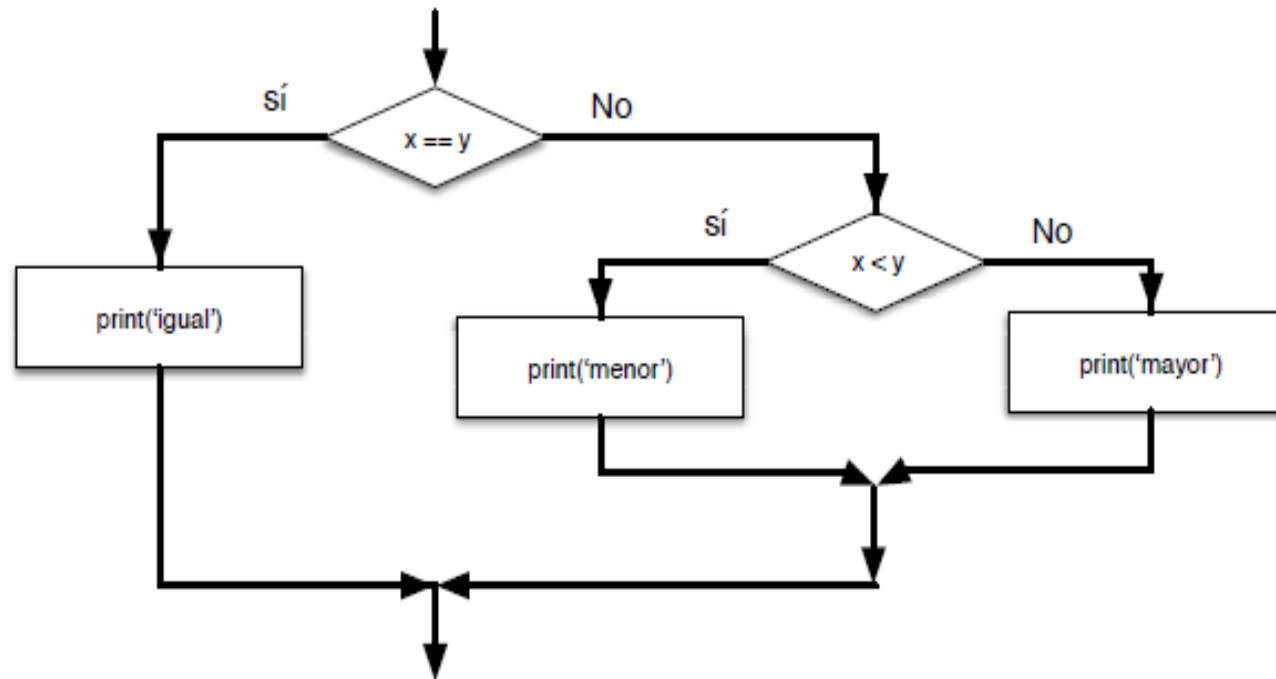 sí
No
x == y
sí
No
x < y
print(‘igual’)
print(‘menor’)
print(‘mayor’)